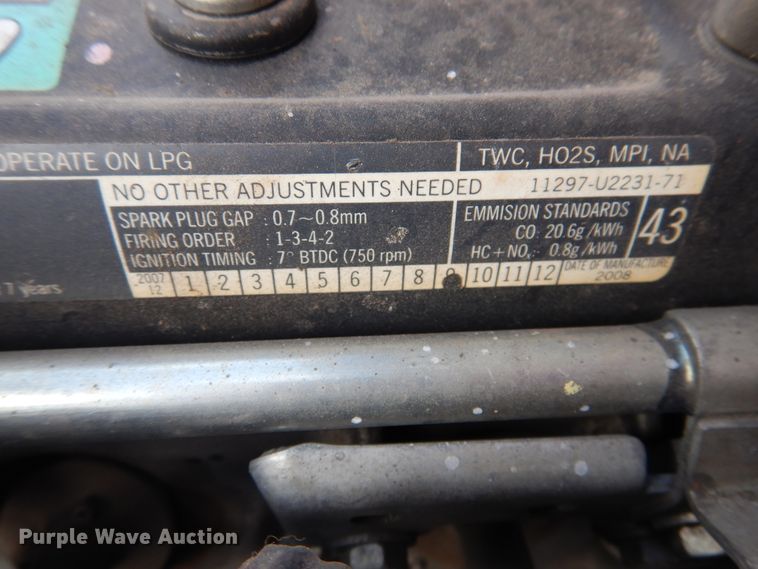 OPERATE ON LPG
TWC, HO2S, MPI, NA
NO OTHER ADJUSTMENTS NEEDED 11297-U2231-71
SPARK PLUG GAP : 0.7~0.8mm
FIRING ORDER : 1-3-4-2
IGNITION TIMING : 7° BTDC (750 rpm)
EMMISION STANDARDS
CO: 20.6g/kWh
HC+NOx: 0.8g/kWh
43
7 years
2007 12 1 2 3 4 5 6 7 8 9 10 11 12 DATE OF MANUFACTURE 2008
Purple Wave Auction®